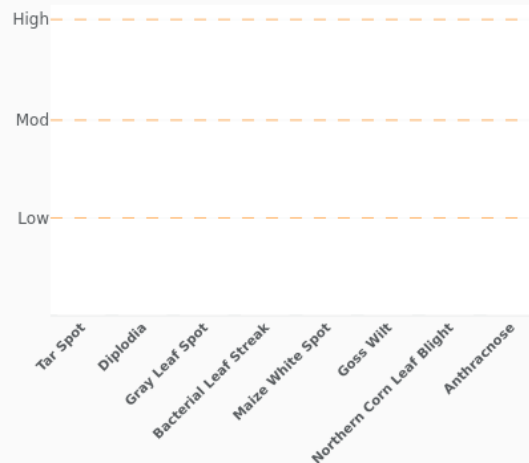 High
Mod
Low
Tar Spot
Diplodia
Gray Leaf Spot
Bacterial Leaf Streak
Maize White Spot
Goss Wilt
Northern Corn Leaf Blight
Anthracnose